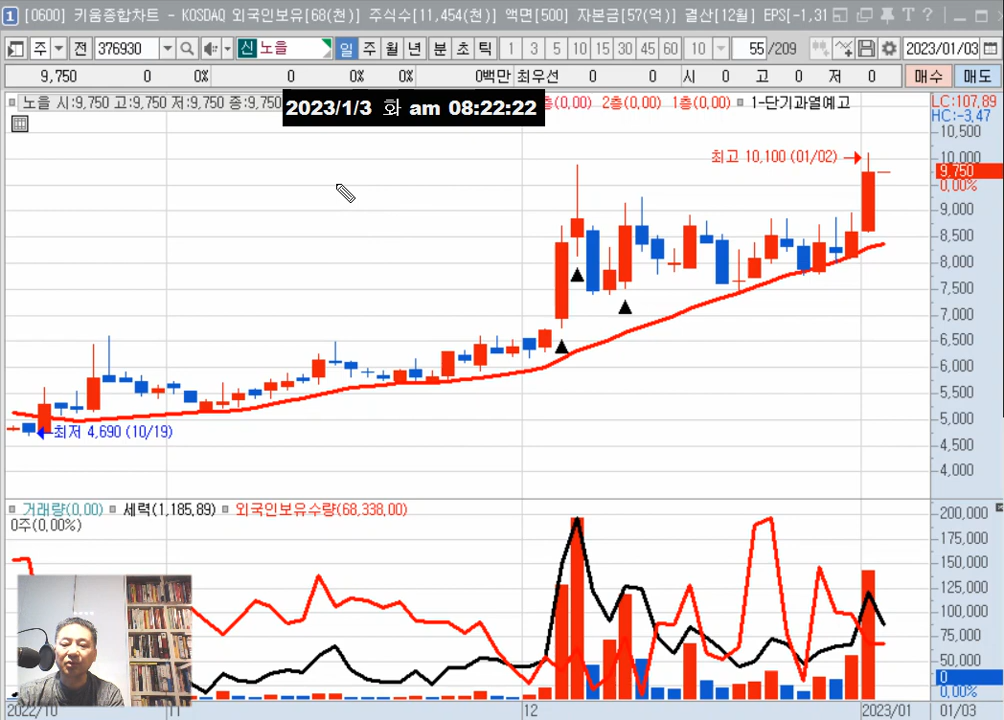 1 [0600] 키움종합차트 - KOSDAQ 외국인보유[68(천)] 주식수[11,454(천)] 액면[500] 자본금[57(억)] 결산[12월] EPS[-1,31
주 전 376930 신 노을 일 주 월 년 분 초 틱 1 3 5 10 15 30 45 60 10 55 /209 2023/01/03
9,750 0 0% 0 0% 0% 0백만 최우선 0 0 시 0 고 0 저 0 매수 매도
노을 시:9,750 고:9,750 저:9,750 종:9,750 2023/1/3 화 am 08:22:22 층(0,00) 2층(0,00) 1층(0,00) 1-단기과열예고 LC:107,89
HC:-3,47
10,500
최고 10,100 (01/02) 10,000
9,750
0,00%
9,000
8,500
8,000
7,500
7,000
6,500
6,000
5,500
5,000
최저 4,690 (10/19)
4,500
4,000
거래량(0,00) 세력(1,185,89) 외국인보유수량(68,338,00) 200,000
0주(0,00%)
175,000
150,000
125,000
100,000
75,000
50,000
0
0,00%
2022/10 11 12 2023/01 01/03